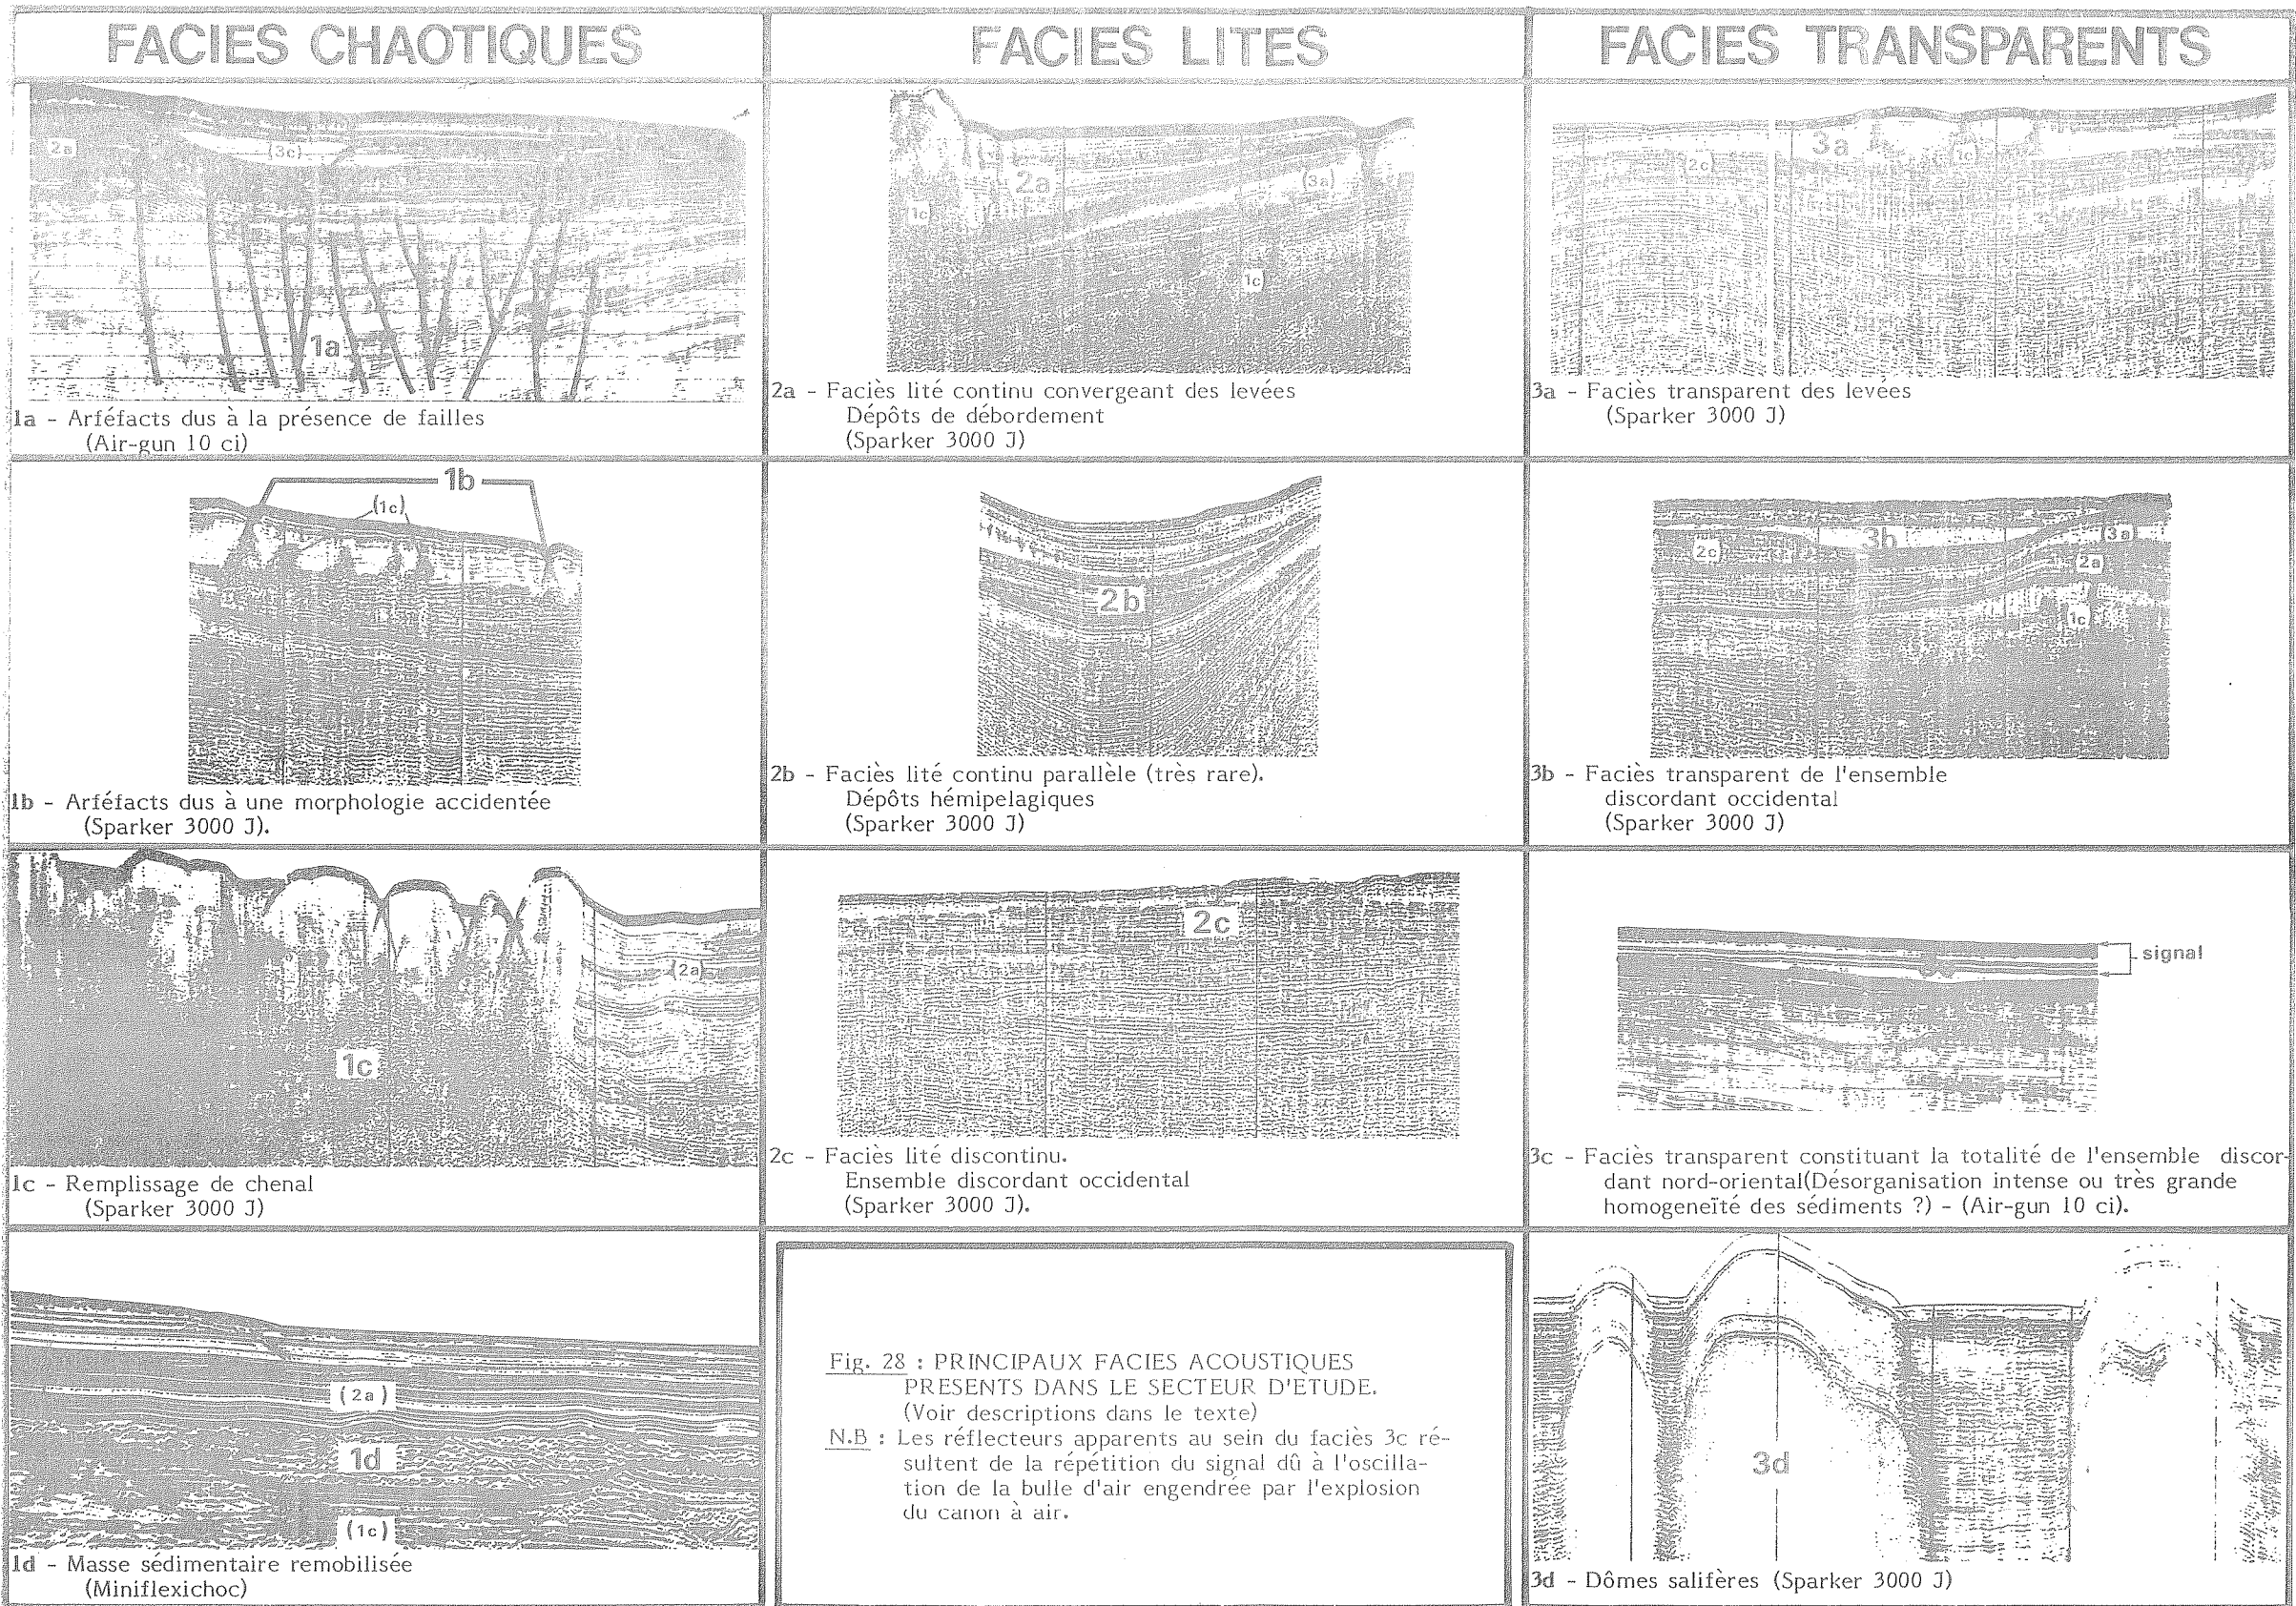 FACIES CHAOTIQUES
FACIES LITES
FACIES TRANSPARENTS
2a
(3c)
1a
1a - Arféfacts dus à la présence de failles
(Air-gun 10 ci)
2a
(3a)
1c
1c
2a - Faciès lité continu convergeant des levées
Dépôts de débordement
(Sparker 3000 J)
3a
(2c)
(1c)
3a - Faciès transparent des levées
(Sparker 3000 J)
1b
(1c)
1b - Arféfacts dus à une morphologie accidentée
(Sparker 3000 J).
2b
2b - Faciès lité continu parallèle (très rare).
Dépôts hémipelagiques
(Sparker 3000 J)
3b
(3a)
(2c)
2a
1c
3b - Faciès transparent de l'ensemble
discordant occidental
(Sparker 3000 J)
(2a)
1c
1c - Remplissage de chenal
(Sparker 3000 J)
2c
2c - Faciès lité discontinu.
Ensemble discordant occidental
(Sparker 3000 J).
signal
3c - Faciès transparent constituant la totalité de l'ensemble discor-
dant nord-oriental(Désorganisation intense ou très grande
homogeneïté des sédiments ?) - (Air-gun 10 ci).
(2a)
1d
(1c)
1d - Masse sédimentaire remobilisée
(Miniflexichoc)
Fig. 28 : PRINCIPAUX FACIES ACOUSTIQUES
PRESENTS DANS LE SECTEUR D'ETUDE.
(Voir descriptions dans le texte)
N.B : Les réflecteurs apparents au sein du faciès 3c ré-
sultent de la répétition du signal dû à l'oscilla-
tion de la bulle d'air engendrée par l'explosion
du canon à air.
3d
3d - Dômes salifères (Sparker 3000 J)